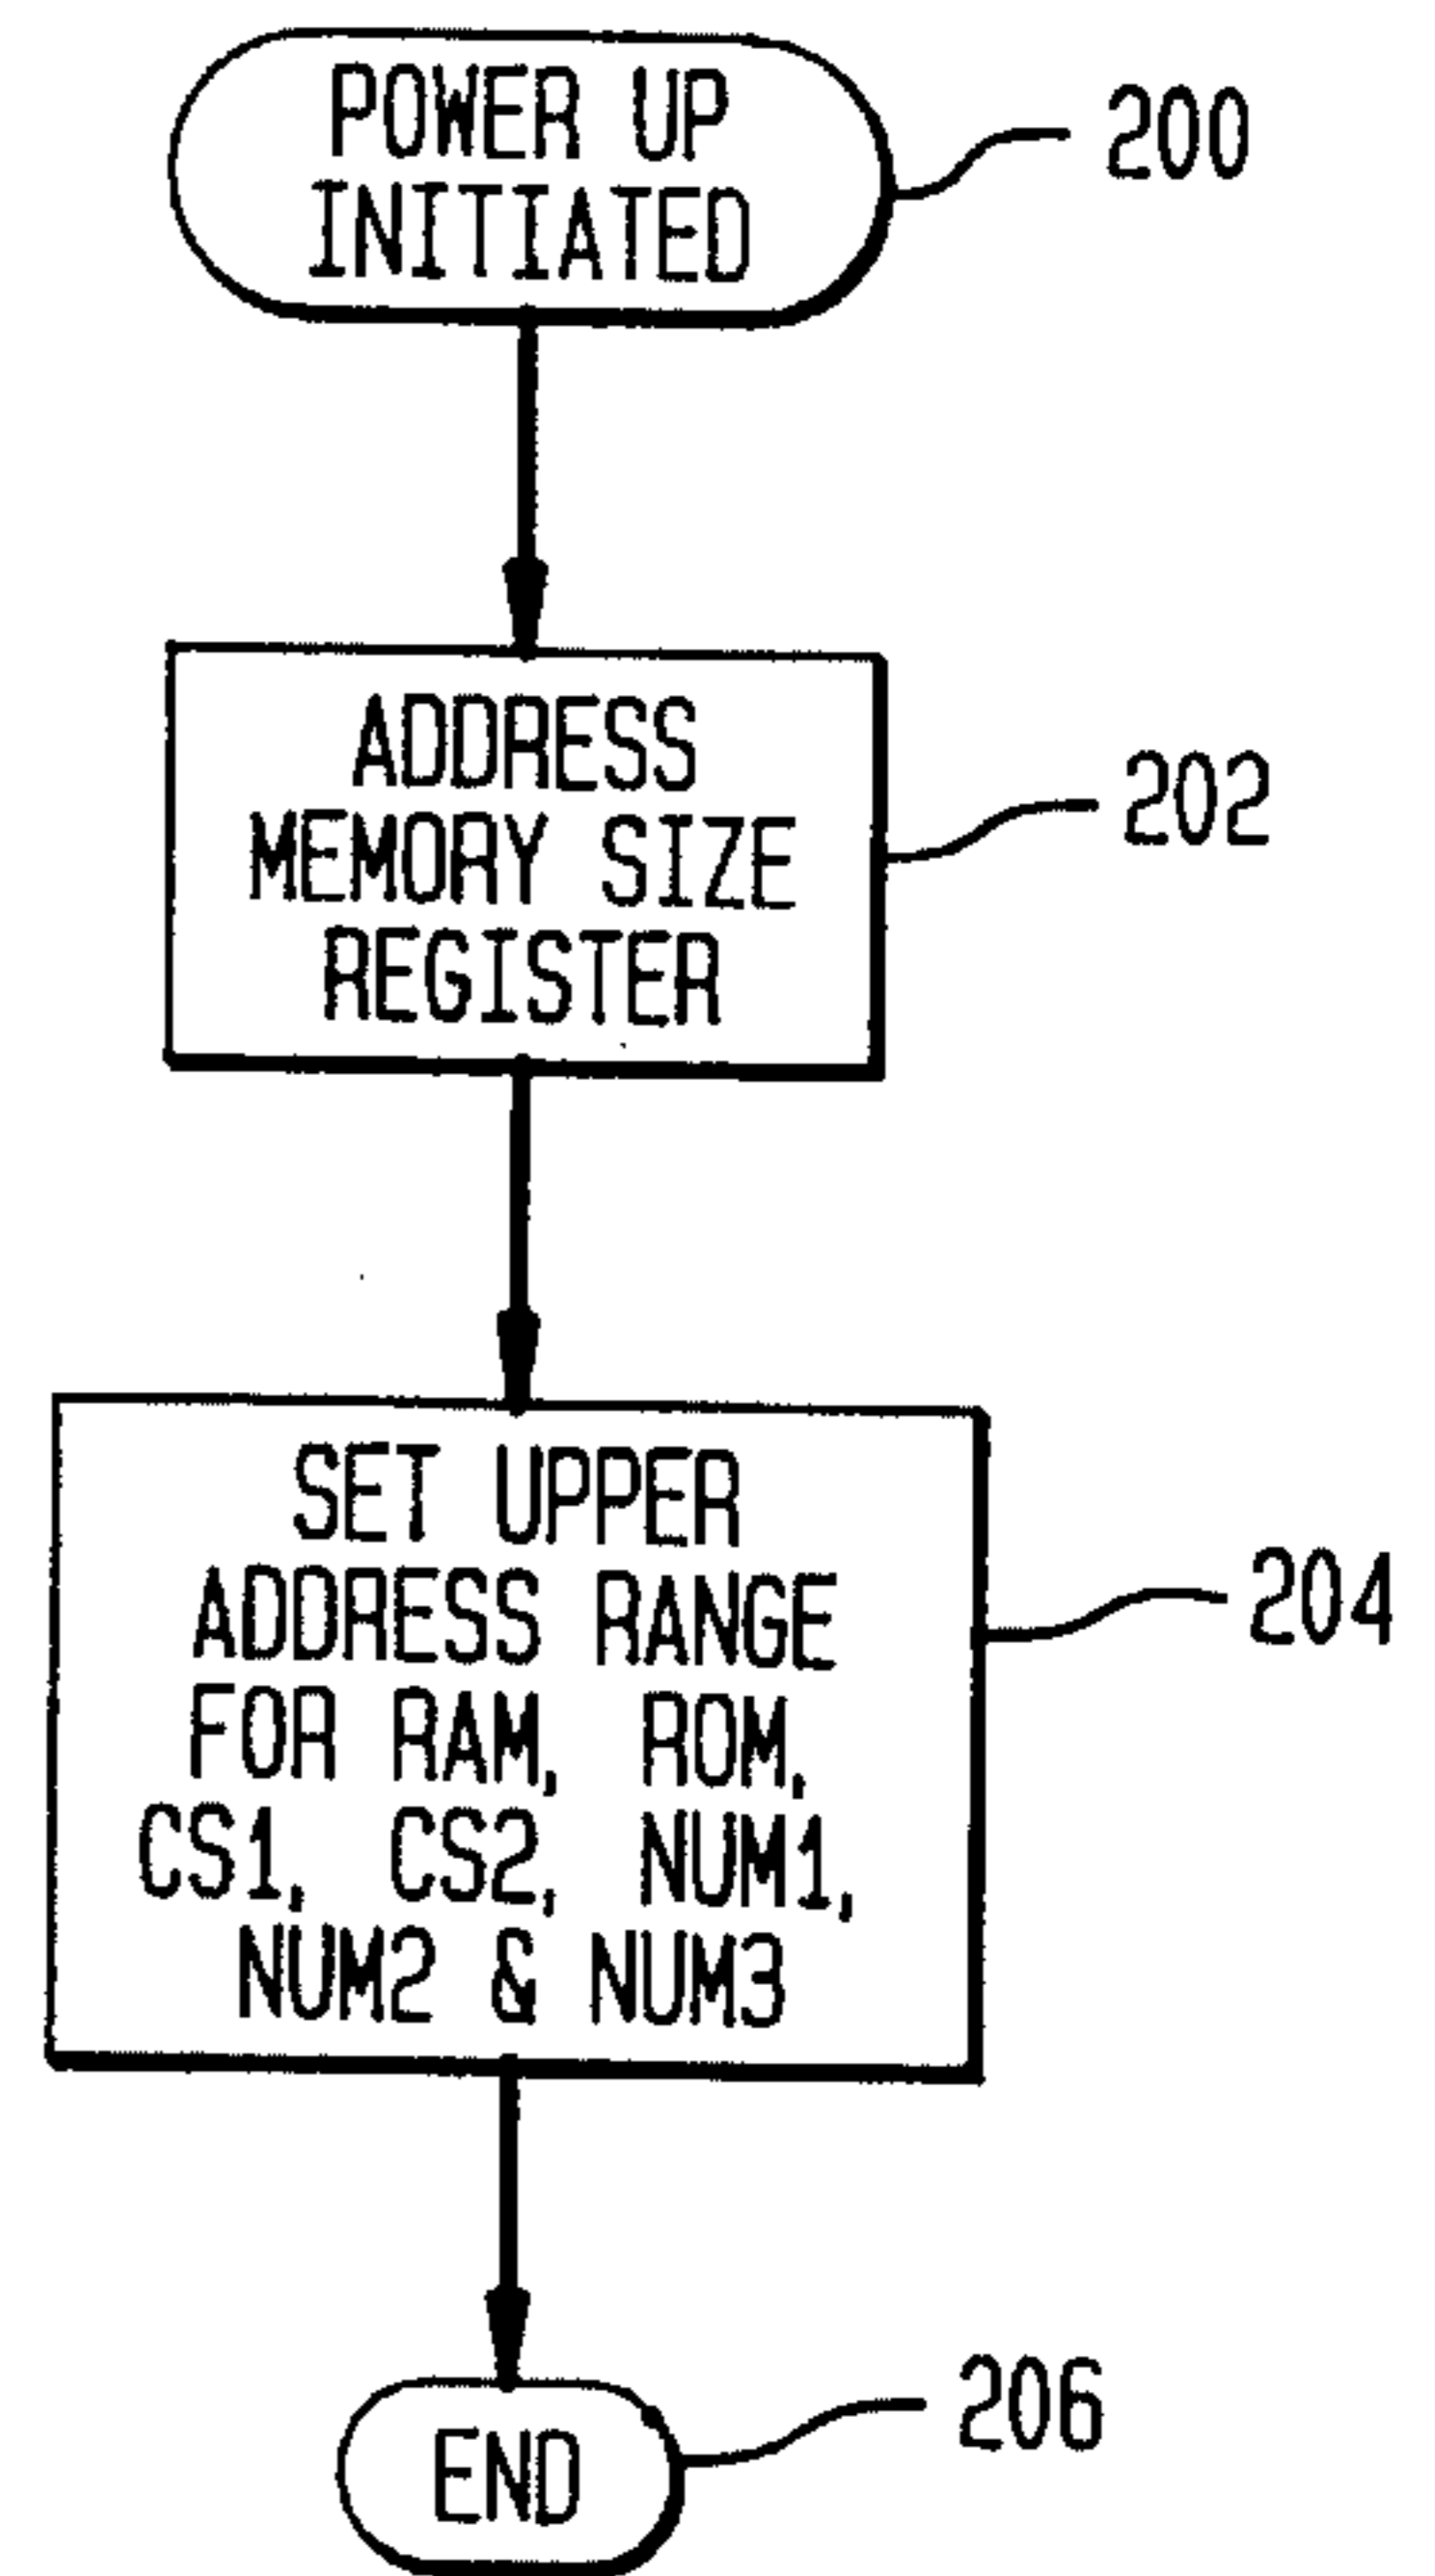 POWER UP
INITIATED
200
ADDRESS
MEMORY SIZE
REGISTER
202
SET UPPER
ADDRESS RANGE
FOR RAM, ROM,
CS1, CS2, NUM1,
NUM2 & NUM3
204
END
206